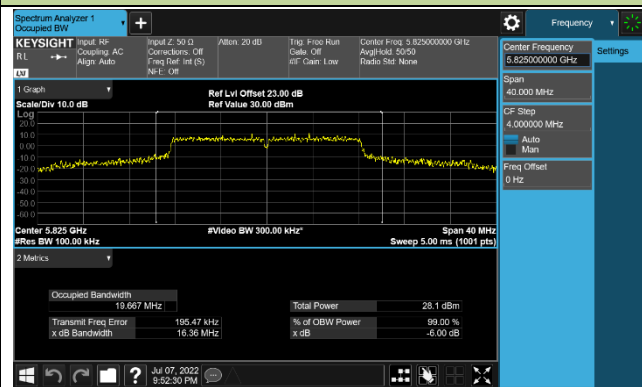 Spectrum Analyzer 1
Occupied BW
Frequency
KEYSIGHT
Input: RF
Input Z: 50 Ω
Atten: 20 dB
Trig: Free Run
Center Freq: 5.825000000 GHz
RL
Coupling: AC
Corrections: Off
Gate: Off
Avg|Hold: 50/50
Align: Auto
Freq Ref: Int (S)
#IF Gain: Low
Radio Std: None
LXI
NFE: Off
Center Frequency
5.825000000 GHz
Settings
Span
40.000 MHz
CF Step
4.000000 MHz
Auto
Man
Freq Offset
0 Hz
1 Graph
Ref Lvl Offset 23.00 dB
Scale/Div 10.0 dB
Ref Value 30.00 dBm
Log
20.0
10.0
0.00
-10.0
-20.0
-30.0
-40.0
-50.0
-60.0
Center 5.825 GHz
#Video BW 300.00 kHz*
Span 40 MHz
#Res BW 100.00 kHz
Sweep 5.00 ms (1001 pts)
2 Metrics
Occupied Bandwidth
19.667 MHz
Total Power
28.1 dBm
Transmit Freq Error
195.47 kHz
% of OBW Power
99.00 %
x dB Bandwidth
16.36 MHz
x dB
-6.00 dB
Jul 07, 2022
9:52:30 PM